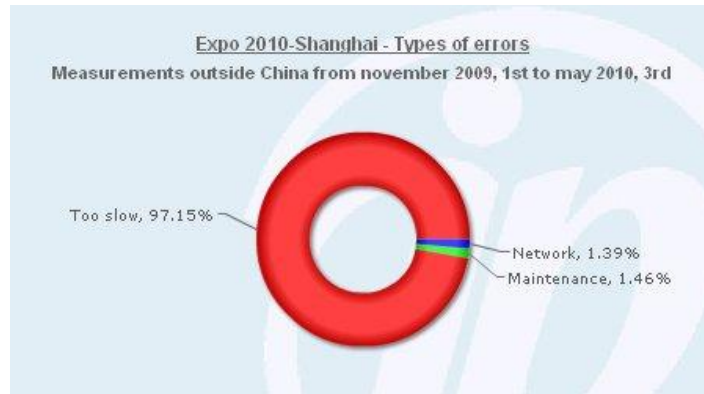 Expo 2010-Shanghai - Types of errors
Measurements outside China from november 2009, 1st to may 2010, 3rd
Too slow, 97.15%
Network, 1.39%
Maintenance, 1.46%